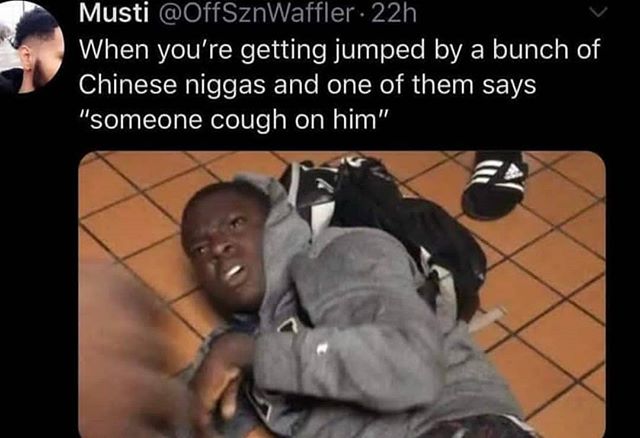 Musti @OffSznWaffler · 22h
When you're getting jumped by a bunch of
Chinese niggas and one of them says
"someone cough on him"